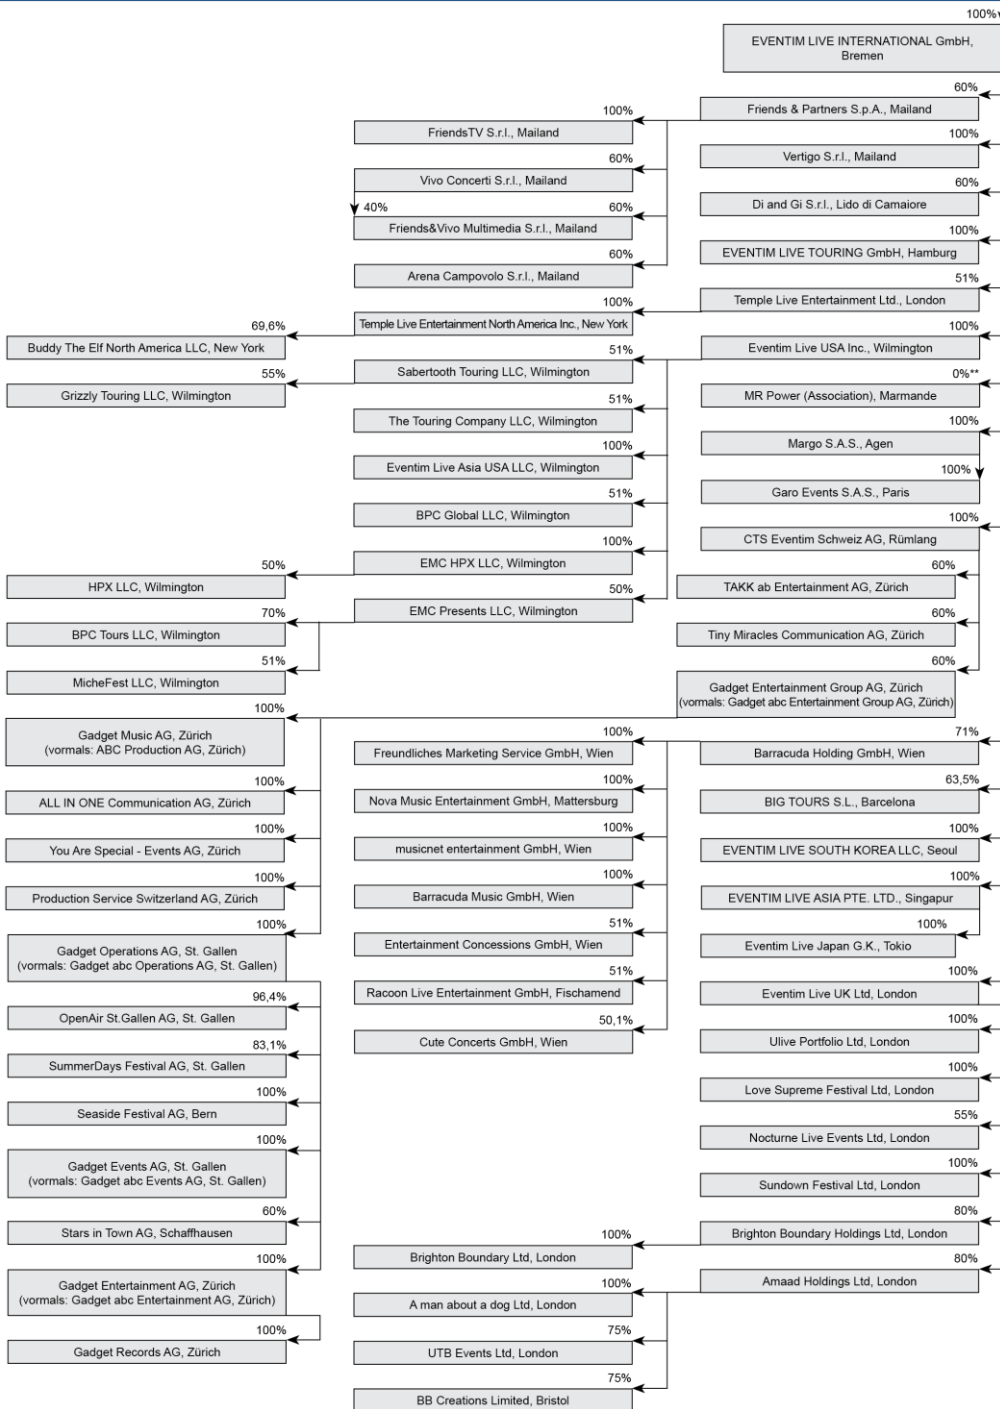 100%
EVENTIM LIVE INTERNATIONAL GmbH,
Bremen
60%
Friends & Partners S.p.A., Mailand
100%
FriendsTV S.r.l., Mailand
100%
Vertigo S.r.l., Mailand
60%
Vivo Concerti S.r.l., Mailand
60%
Di and Gi S.r.l., Lido di Camaiore
40%
60%
Friends&Vivo Multimedia S.r.l., Mailand
100%
EVENTIM LIVE TOURING GmbH, Hamburg
60%
Arena Campovolo S.r.l., Mailand
51%
Temple Live Entertainment Ltd., London
100%
Temple Live Entertainment North America Inc., New York
69,6%
Buddy The Elf North America LLC, New York
100%
Eventim Live USA Inc., Wilmington
51%
Sabertooth Touring LLC, Wilmington
55%
Grizzly Touring LLC, Wilmington
0%**
MR Power (Association), Marmande
51%
The Touring Company LLC, Wilmington
100%
Margo S.A.S., Agen
100%
Eventim Live Asia USA LLC, Wilmington
100%
Garo Events S.A.S., Paris
51%
BPC Global LLC, Wilmington
100%
CTS Eventim Schweiz AG, Rümlang
100%
EMC HPX LLC, Wilmington
50%
HPX LLC, Wilmington
60%
TAKK ab Entertainment AG, Zürich
50%
EMC Presents LLC, Wilmington
70%
BPC Tours LLC, Wilmington
60%
Tiny Miracles Communication AG, Zürich
51%
MicheFest LLC, Wilmington
60%
Gadget Entertainment Group AG, Zürich
(vormals: Gadget abc Entertainment Group AG, Zürich)
100%
Gadget Music AG, Zürich
(vormals: ABC Production AG, Zürich)
100%
Freundliches Marketing Service GmbH, Wien
71%
Barracuda Holding GmbH, Wien
100%
ALL IN ONE Communication AG, Zürich
100%
Nova Music Entertainment GmbH, Mattersburg
63,5%
BIG TOURS S.L., Barcelona
100%
You Are Special - Events AG, Zürich
100%
musicnet entertainment GmbH, Wien
100%
EVENTIM LIVE SOUTH KOREA LLC, Seoul
100%
Production Service Switzerland AG, Zürich
100%
Barracuda Music GmbH, Wien
100%
EVENTIM LIVE ASIA PTE. LTD., Singapur
100%
Gadget Operations AG, St. Gallen
(vormals: Gadget abc Operations AG, St. Gallen)
51%
Entertainment Concessions GmbH, Wien
100%
Eventim Live Japan G.K., Tokio
96,4%
OpenAir St.Gallen AG, St. Gallen
51%
Racoon Live Entertainment GmbH, Fischamend
100%
Eventim Live UK Ltd, London
83,1%
SummerDays Festival AG, St. Gallen
50,1%
Cute Concerts GmbH, Wien
100%
Ulive Portfolio Ltd, London
100%
Seaside Festival AG, Bern
100%
Love Supreme Festival Ltd, London
100%
Gadget Events AG, St. Gallen
(vormals: Gadget abc Events AG, St. Gallen)
55%
Nocturne Live Events Ltd, London
100%
Sundown Festival Ltd, London
60%
Stars in Town AG, Schaffhausen
80%
Brighton Boundary Holdings Ltd, London
100%
Brighton Boundary Ltd, London
100%
Gadget Entertainment AG, Zürich
(vormals: Gadget abc Entertainment AG, Zürich)
80%
Amaad Holdings Ltd, London
100%
A man about a dog Ltd, London
100%
Gadget Records AG, Zürich
75%
UTB Events Ltd, London
75%
BB Creations Limited, Bristol